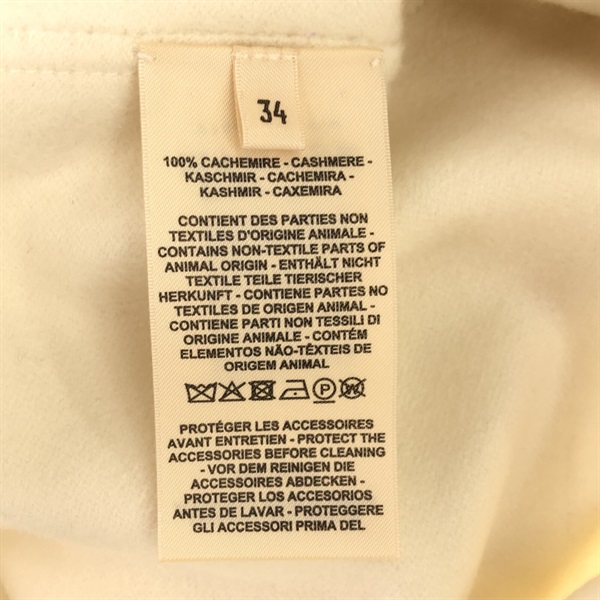 34
100% CACHEMIRE - CASHMERE -
KASCHMIR - CACHEMIRA -
KASHMIR - CAXEMIRA
CONTIENT DES PARTIES NON
TEXTILES D'ORIGINE ANIMALE -
CONTAINS NON-TEXTILE PARTS OF
ANIMAL ORIGIN - ENTHÄLT NICHT
TEXTILE TEILE TIERISCHER
HERKUNFT - CONTIENE PARTES NO
TEXTILES DE ORIGEN ANIMAL -
CONTIENE PARTI NON TESSILI DI
ORIGINE ANIMALE - CONTÉM
ELEMENTOS NÃO-TÊXTEIS DE
ORIGEM ANIMAL
P W
PROTÉGER LES ACCESSOIRES
AVANT ENTRETIEN - PROTECT THE
ACCESSORIES BEFORE CLEANING
- VOR DEM REINIGEN DIE
ACCESSOIRES ABDECKEN -
PROTEGER LOS ACCESORIOS
ANTES DE LAVAR - PROTEGGERE
GLI ACCESSORI PRIMA DEL